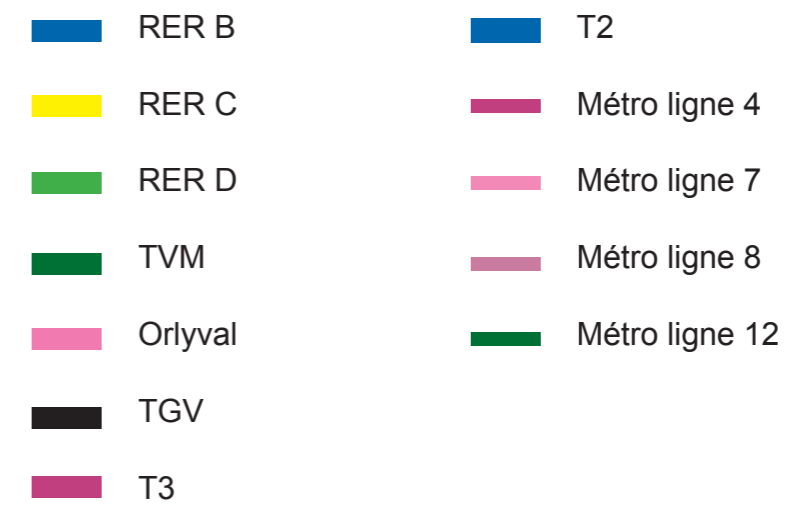 RER B
RER C
RER D
TVM
Orlyval
TGV
T3
T2
Métro ligne 4
Métro ligne 7
Métro ligne 8
Métro ligne 12